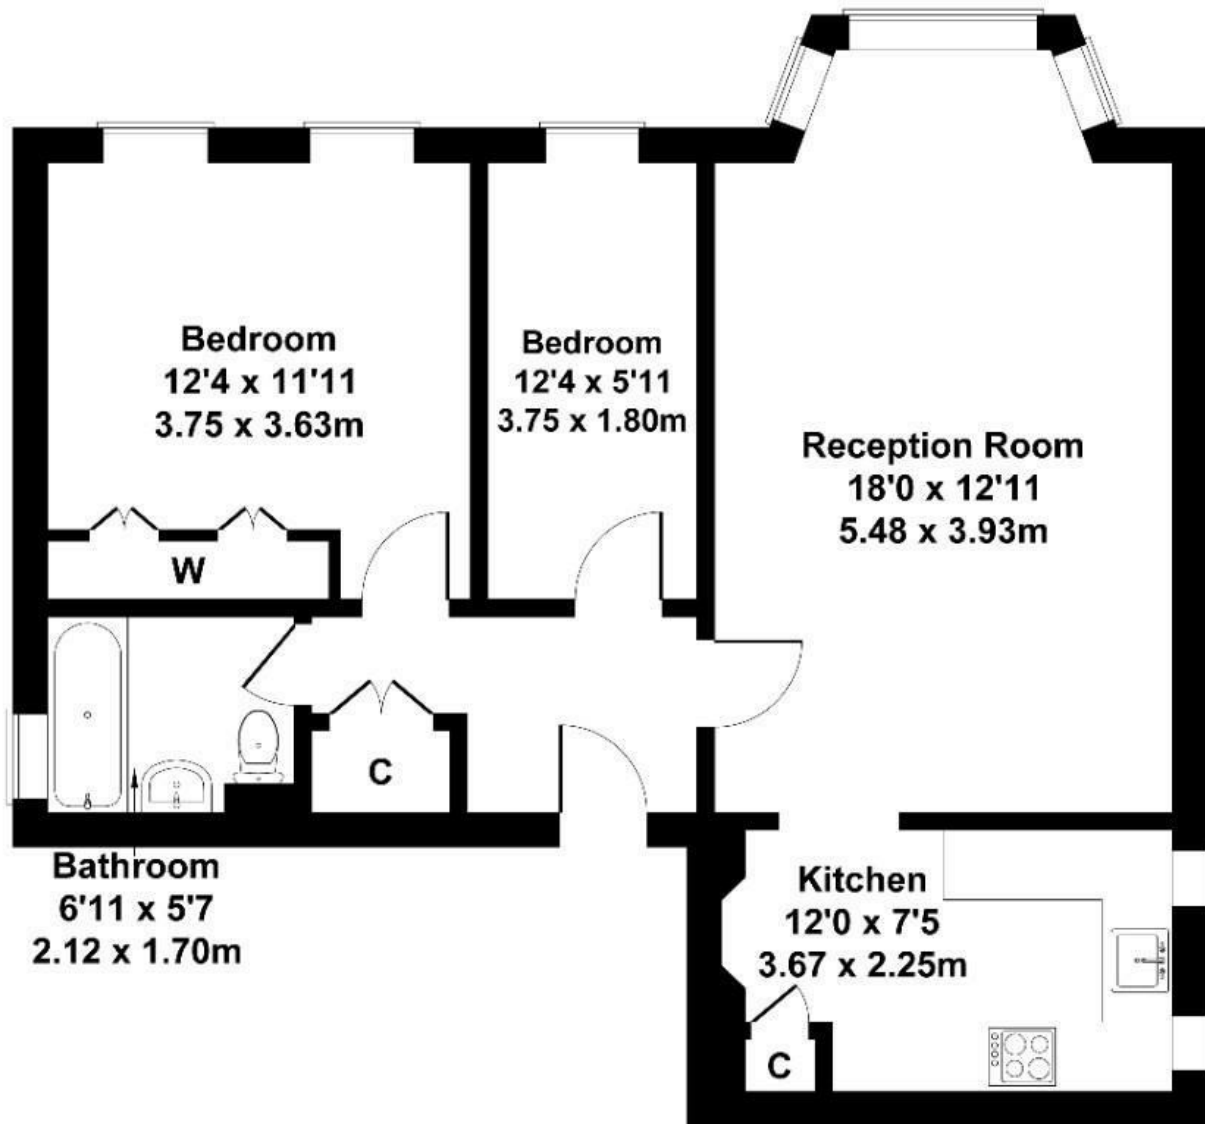 Bedroom
12'4 x 11'11
3.75 x 3.63m
Bedroom
12'4 x 5'11
3.75 x 1.80m
Reception Room
18'0 x 12'11
5.48 x 3.93m
W
C
Bathroom
6'11 x 5'7
2.12 x 1.70m
Kitchen
12'0 x 7'5
3.67 x 2.25m
C